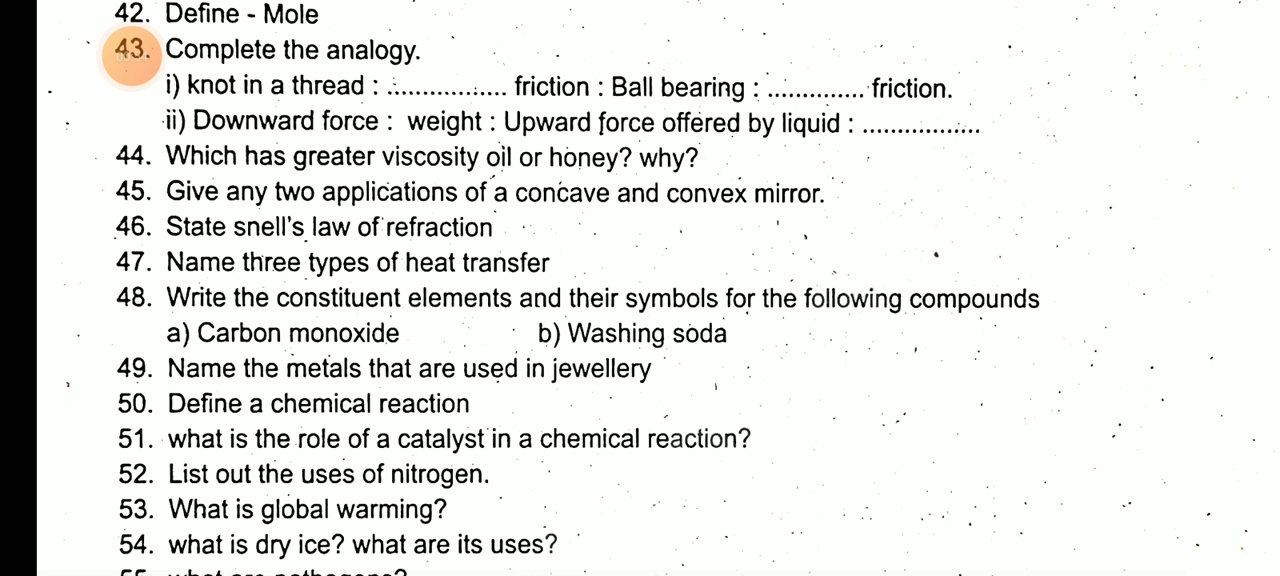 42. Define - Mole
43. Complete the analogy.
i) knot in a thread : ................. friction : Ball bearing : .............. friction.
ii) Downward force : weight : Upward force offered by liquid : .................
44. Which has greater viscosity oil or honey? why?
45. Give any two applications of a concave and convex mirror.
46. State snell's law of refraction
47. Name three types of heat transfer
48. Write the constituent elements and their symbols for the following compounds
a) Carbon monoxide b) Washing soda
49. Name the metals that are used in jewellery
50. Define a chemical reaction
51. what is the role of a catalyst in a chemical reaction?
52. List out the uses of nitrogen.
53. What is global warming?
54. what is dry ice? what are its uses?
55. what are pathogens?